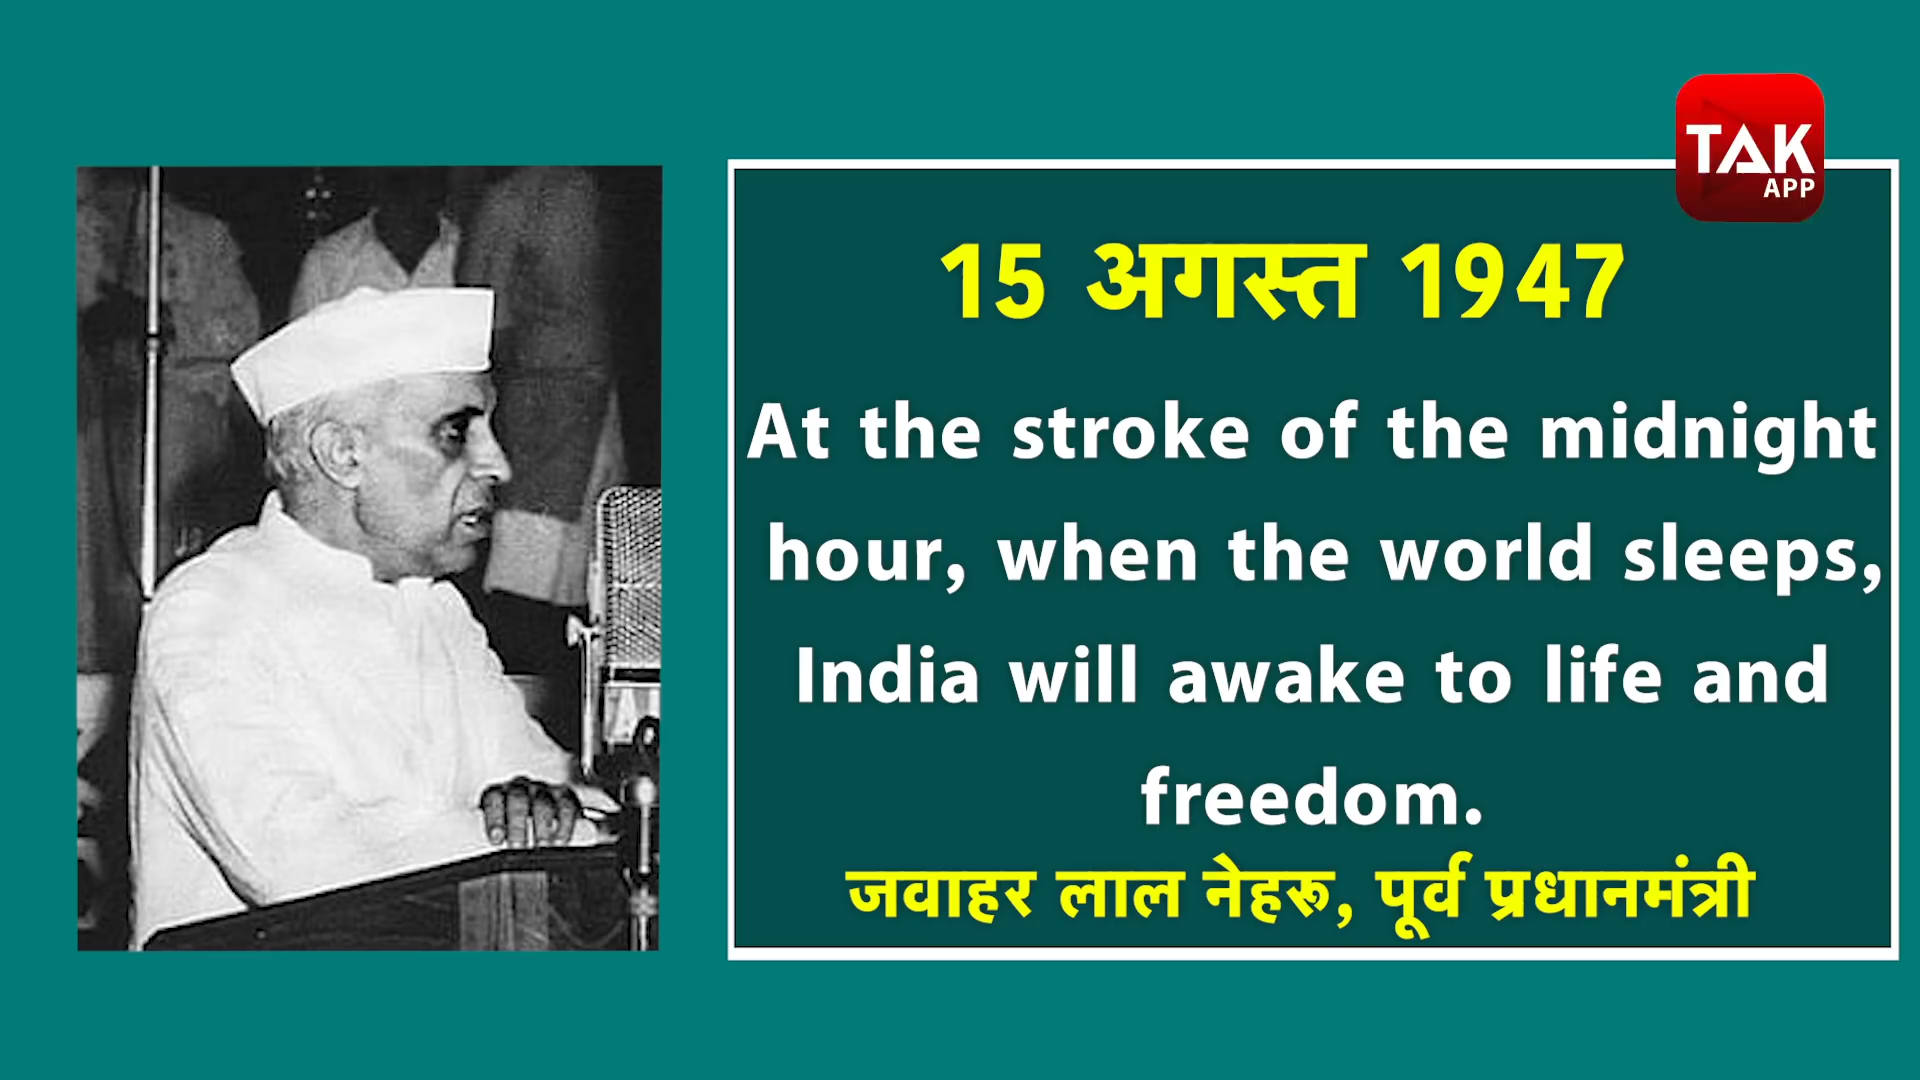 TAK
APP
15 अगस्त 1947
At the stroke of the midnight
hour, when the world sleeps,
India will awake to life and
freedom.
जवाहर लाल नेहरू, पूर्व प्रधानमंत्री